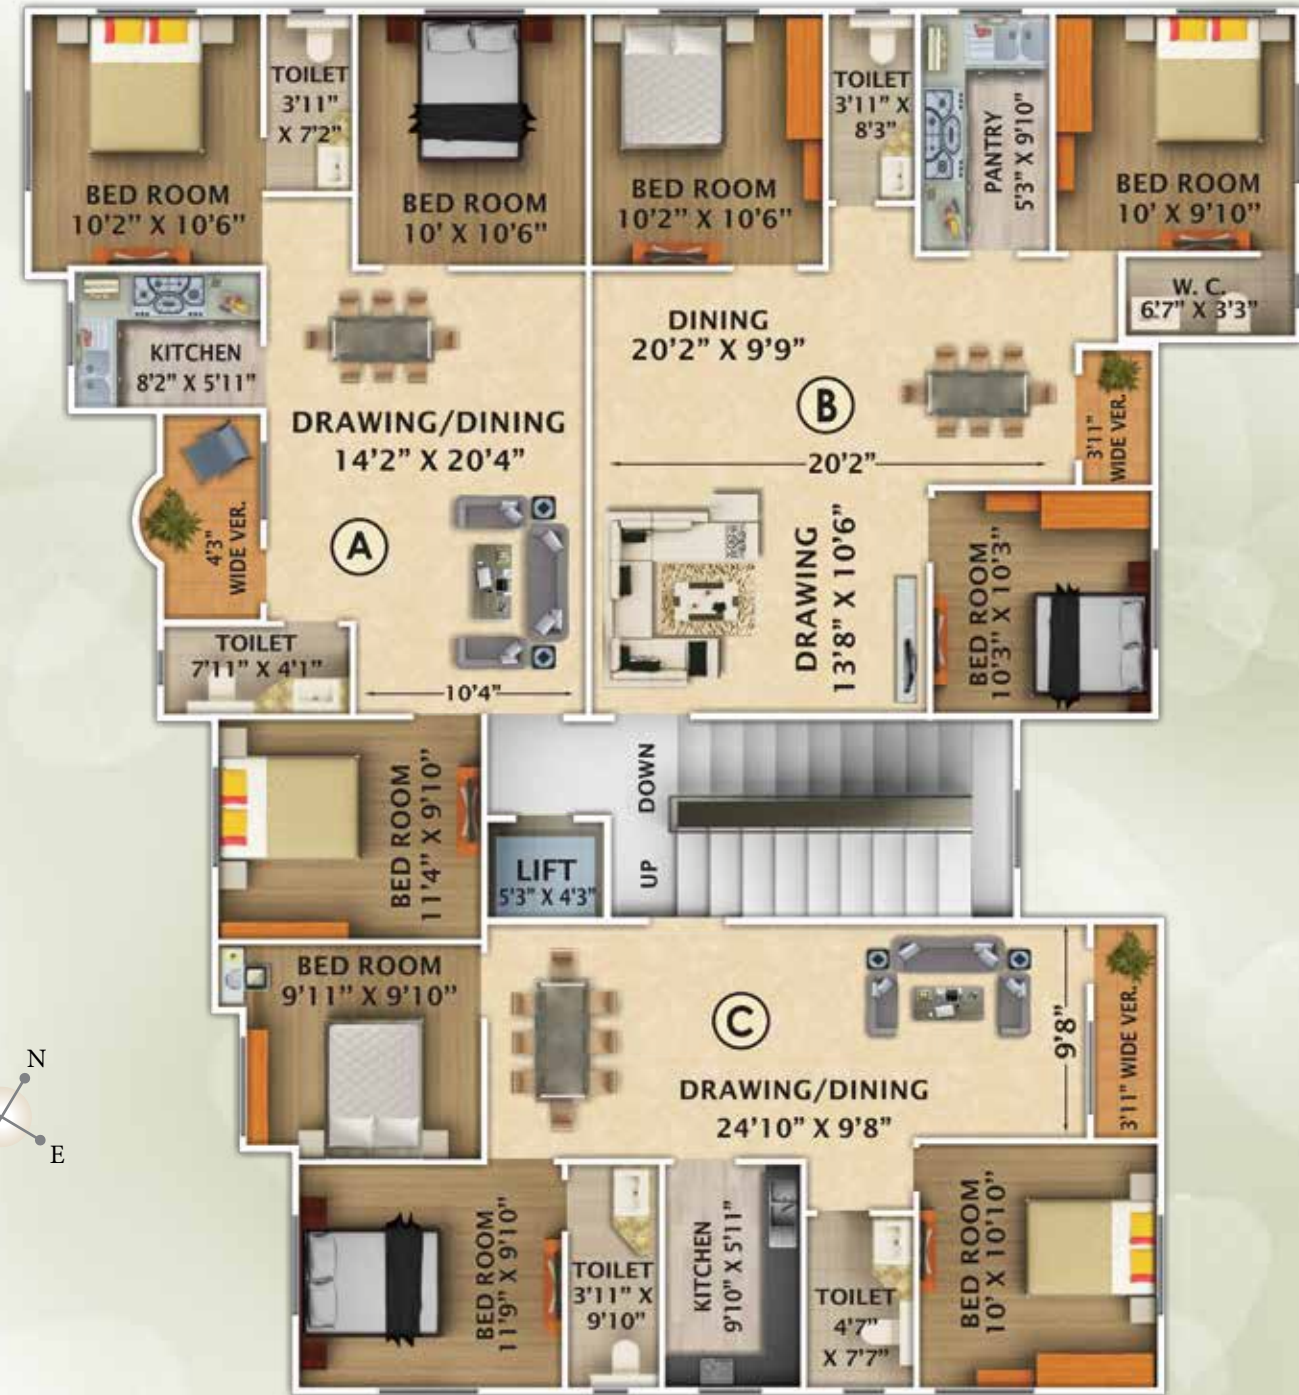 BED ROOM
10'2” X 10'6”
TOILET
3'11”
X 7'2”
BED ROOM
10' X 10'6”
BED ROOM
10'2” X 10'6”
TOILET
3'11” X
8'3”
PANTRY
5'3” X 9'10”
BED ROOM
10' X 9'10”
W. C.
6'7” X 3'3”
KITCHEN
8'2” X 5'11”
DRAWING/DINING
14'2” X 20'4”
A
4'3”
WIDE VER.
TOILET
7'11” X 4'1”
10'4”
DINING
20'2” X 9'9”
B
20'2”
3'11”
WIDE VER.
DRAWING
13'8” X 10'6”
BED ROOM
10'3” X 10'3”
BED ROOM
11'4” X 9'10”
DOWN
UP
LIFT
5'3” X 4'3”
BED ROOM
9'11” X 9'10”
C
DRAWING/DINING
24'10” X 9'8”
9'8”
3'11” WIDE VER.
N
E
BED ROOM
11'9” X 9'10”
TOILET
3'11” X
9'10”
KITCHEN
9'10” X 5'11”
TOILET
4'7”
X 7'7”
BED ROOM
10' X 10'10”